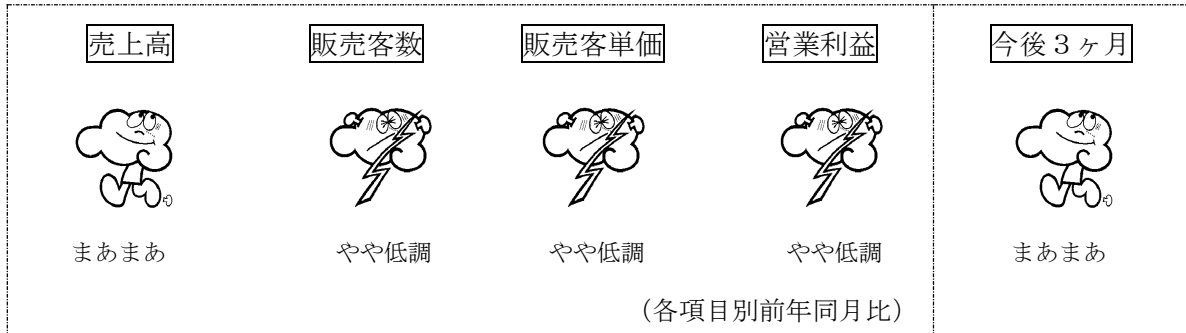 売上高 販売客数 販売客単価 営業利益 今後３ヶ月
まあまあ やや低調 やや低調 やや低調 まあまあ
（各項目別前年同月比）